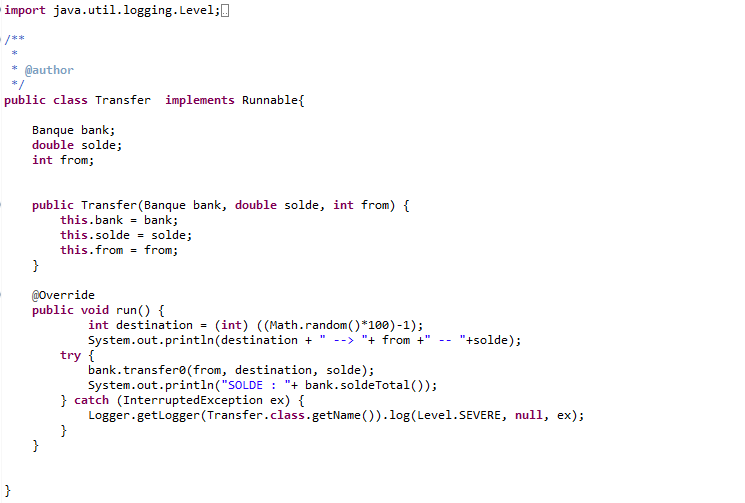 import java.util.logging.Level;
/**
*
* @author
*/
public class Transfer  implements Runnable{
Banque bank;
double solde;
int from;
public Transfer(Banque bank, double solde, int from) {
this.bank = bank;
this.solde = solde;
this.from = from;
}
@Override
public void run() {
int destination = (int) ((Math.random()*100)-1);
System.out.println(destination + " --> "+ from +" -- "+solde);
try {
bank.transfer0(from, destination, solde);
System.out.println("SOLDE : "+ bank.soldeTotal());
} catch (InterruptedException ex) {
Logger.getLogger(Transfer.class.getName()).log(Level.SEVERE, null, ex);
}
}
}